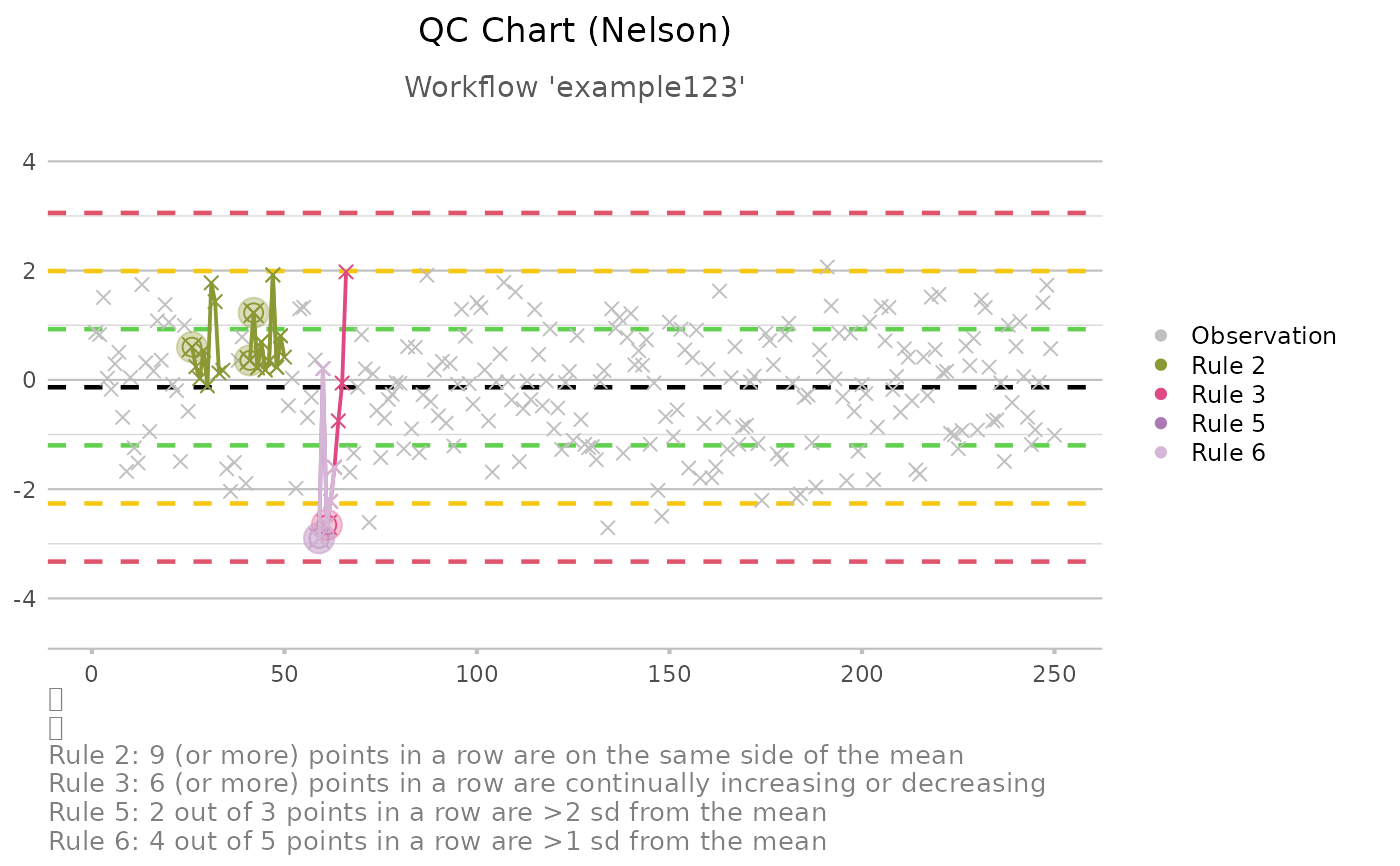 QC Chart (Nelson)
Workflow 'example123'
4
2
0
-2
-4
0 50 100 150 200 250
Observation
Rule 2
Rule 3
Rule 5
Rule 6
Rule 2: 9 (or more) points in a row are on the same side of the mean
Rule 3: 6 (or more) points in a row are continually increasing or decreasing
Rule 5: 2 out of 3 points in a row are >2 sd from the mean
Rule 6: 4 out of 5 points in a row are >1 sd from the mean